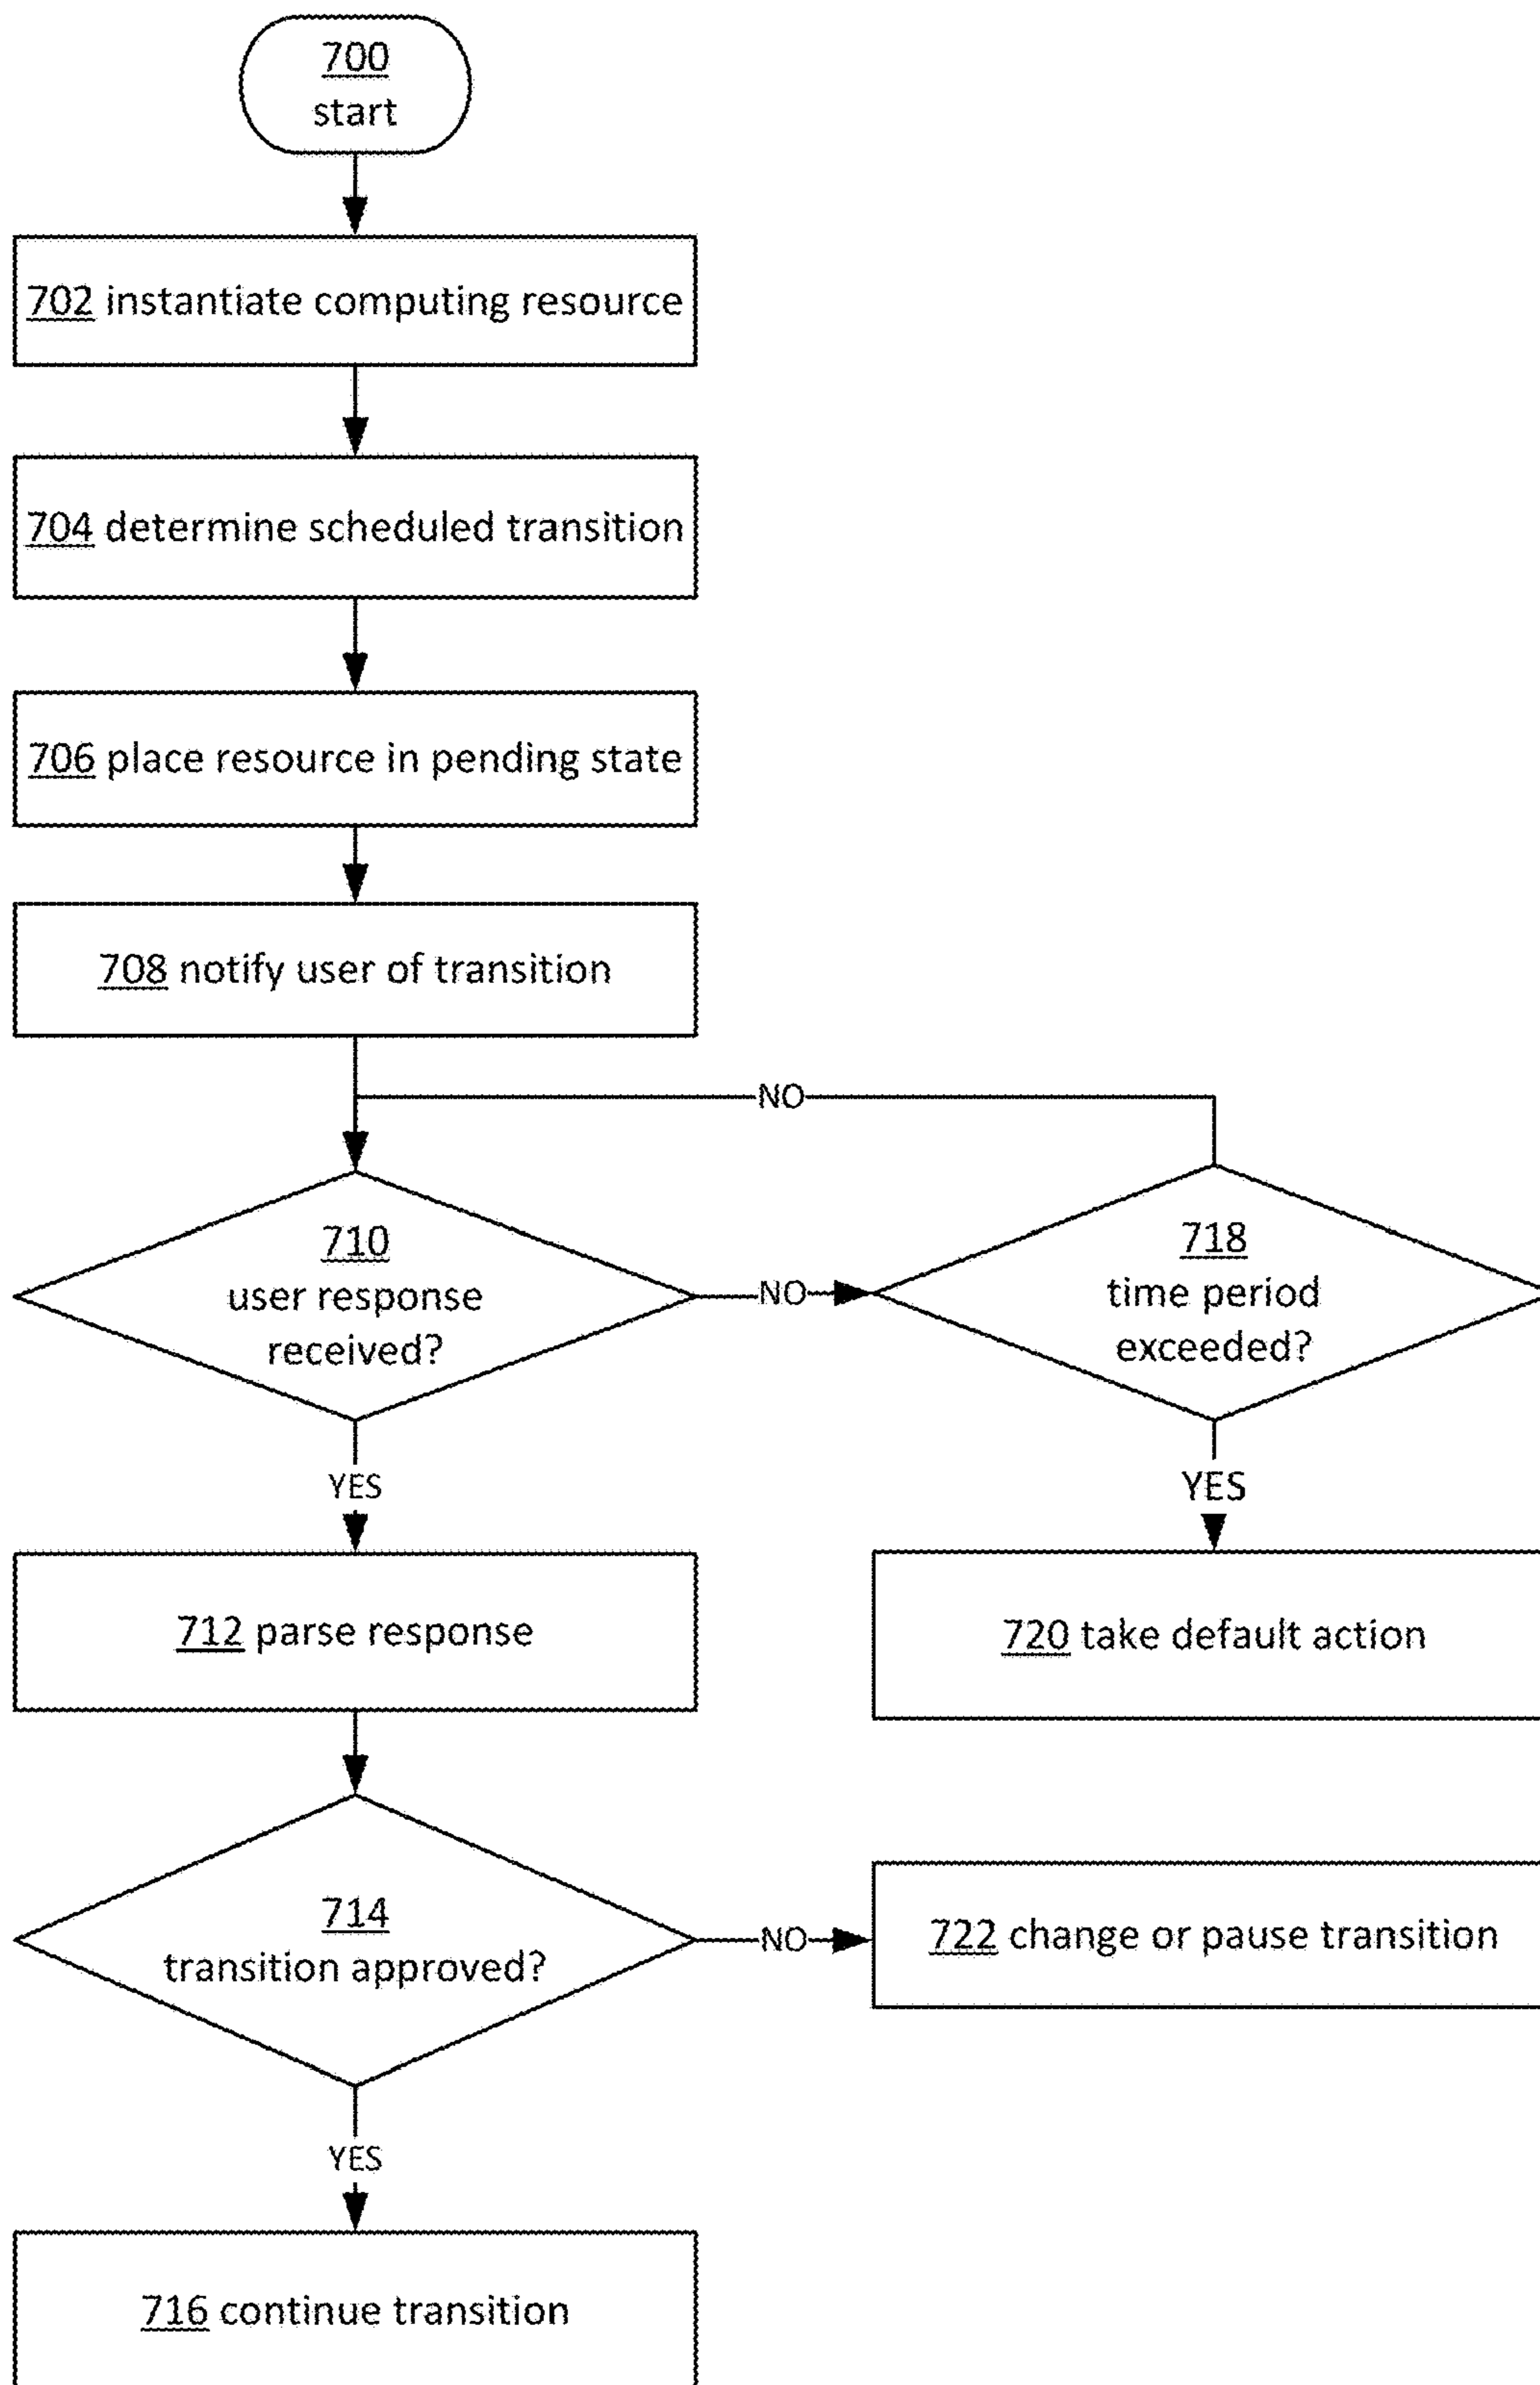 700
start
702 instantiate computing resource
704 determine scheduled transition
706 place resource in pending state
708 notify user of transition
NO
710
user response
received?
NO
718
time period
exceeded?
YES
YES
712 parse response
720 take default action
714
transition approved?
NO
722 change or pause transition
YES
716 continue transition